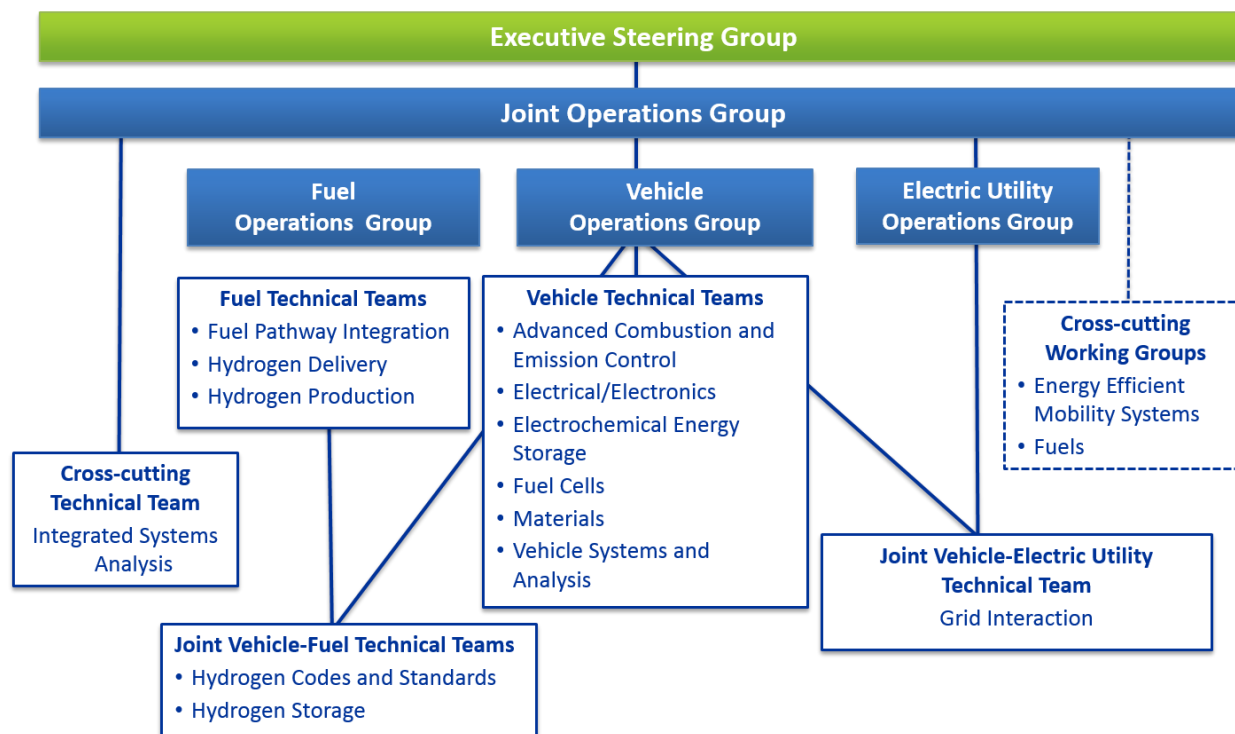 Executive Steering Group
Joint Operations Group
Fuel
Operations Group
Vehicle
Operations Group
Electric Utility
Operations Group
Fuel Technical Teams
• Fuel Pathway Integration
• Hydrogen Delivery
• Hydrogen Production
Vehicle Technical Teams
• Advanced Combustion and
Emission Control
• Electrical/Electronics
• Electrochemical Energy
Storage
• Fuel Cells
• Materials
• Vehicle Systems and
Analysis
Cross-cutting
Working Groups
• Energy Efficient
Mobility Systems
• Fuels
Cross-cutting
Technical Team
Integrated Systems
Analysis
Joint Vehicle-Electric Utility
Technical Team
Grid Interaction
Joint Vehicle-Fuel Technical Teams
• Hydrogen Codes and Standards
• Hydrogen Storage